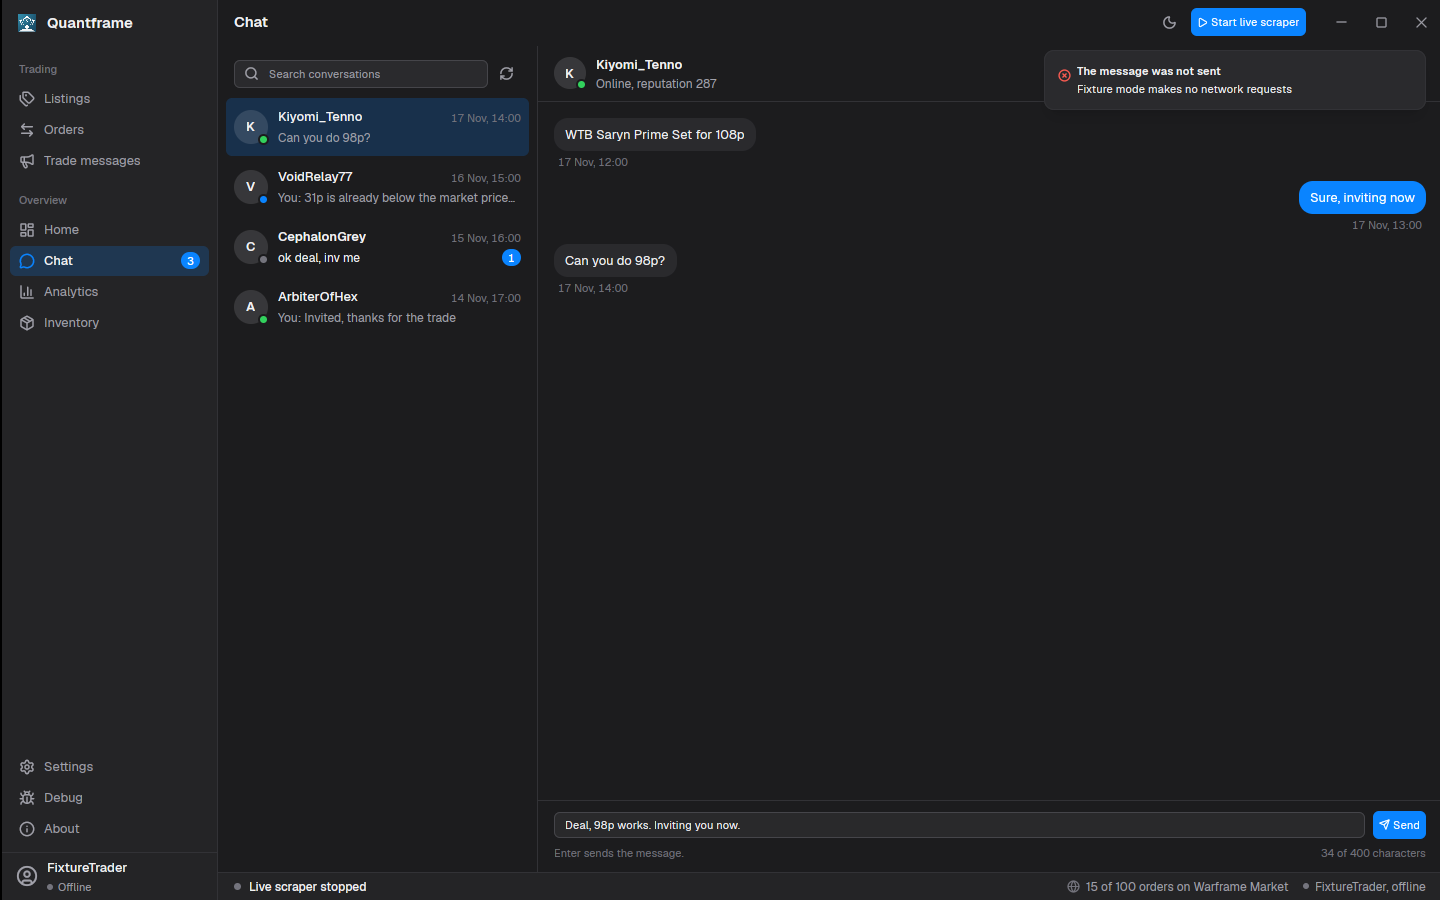 Quantframe
Trading
Listings
Orders
Trade messages
Overview
Home
Chat 3
Analytics
Inventory
Settings
Debug
About
FixtureTrader
Offline
Chat
Start live scraper
Search conversations
K
Kiyomi_Tenno 17 Nov, 14:00
Can you do 98p?
V
VoidRelay77 16 Nov, 15:00
You: 31p is already below the market price...
C
CephalonGrey 15 Nov, 16:00
ok deal, inv me 1
A
ArbiterOfHex 14 Nov, 17:00
You: Invited, thanks for the trade
K
Kiyomi_Tenno
Online, reputation 287
The message was not sent
Fixture mode makes no network requests
WTB Saryn Prime Set for 108p
17 Nov, 12:00
Sure, inviting now
17 Nov, 13:00
Can you do 98p?
17 Nov, 14:00
Deal, 98p works. Inviting you now.
Send
Enter sends the message. 34 of 400 characters
Live scraper stopped
15 of 100 orders on Warframe Market
FixtureTrader, offline